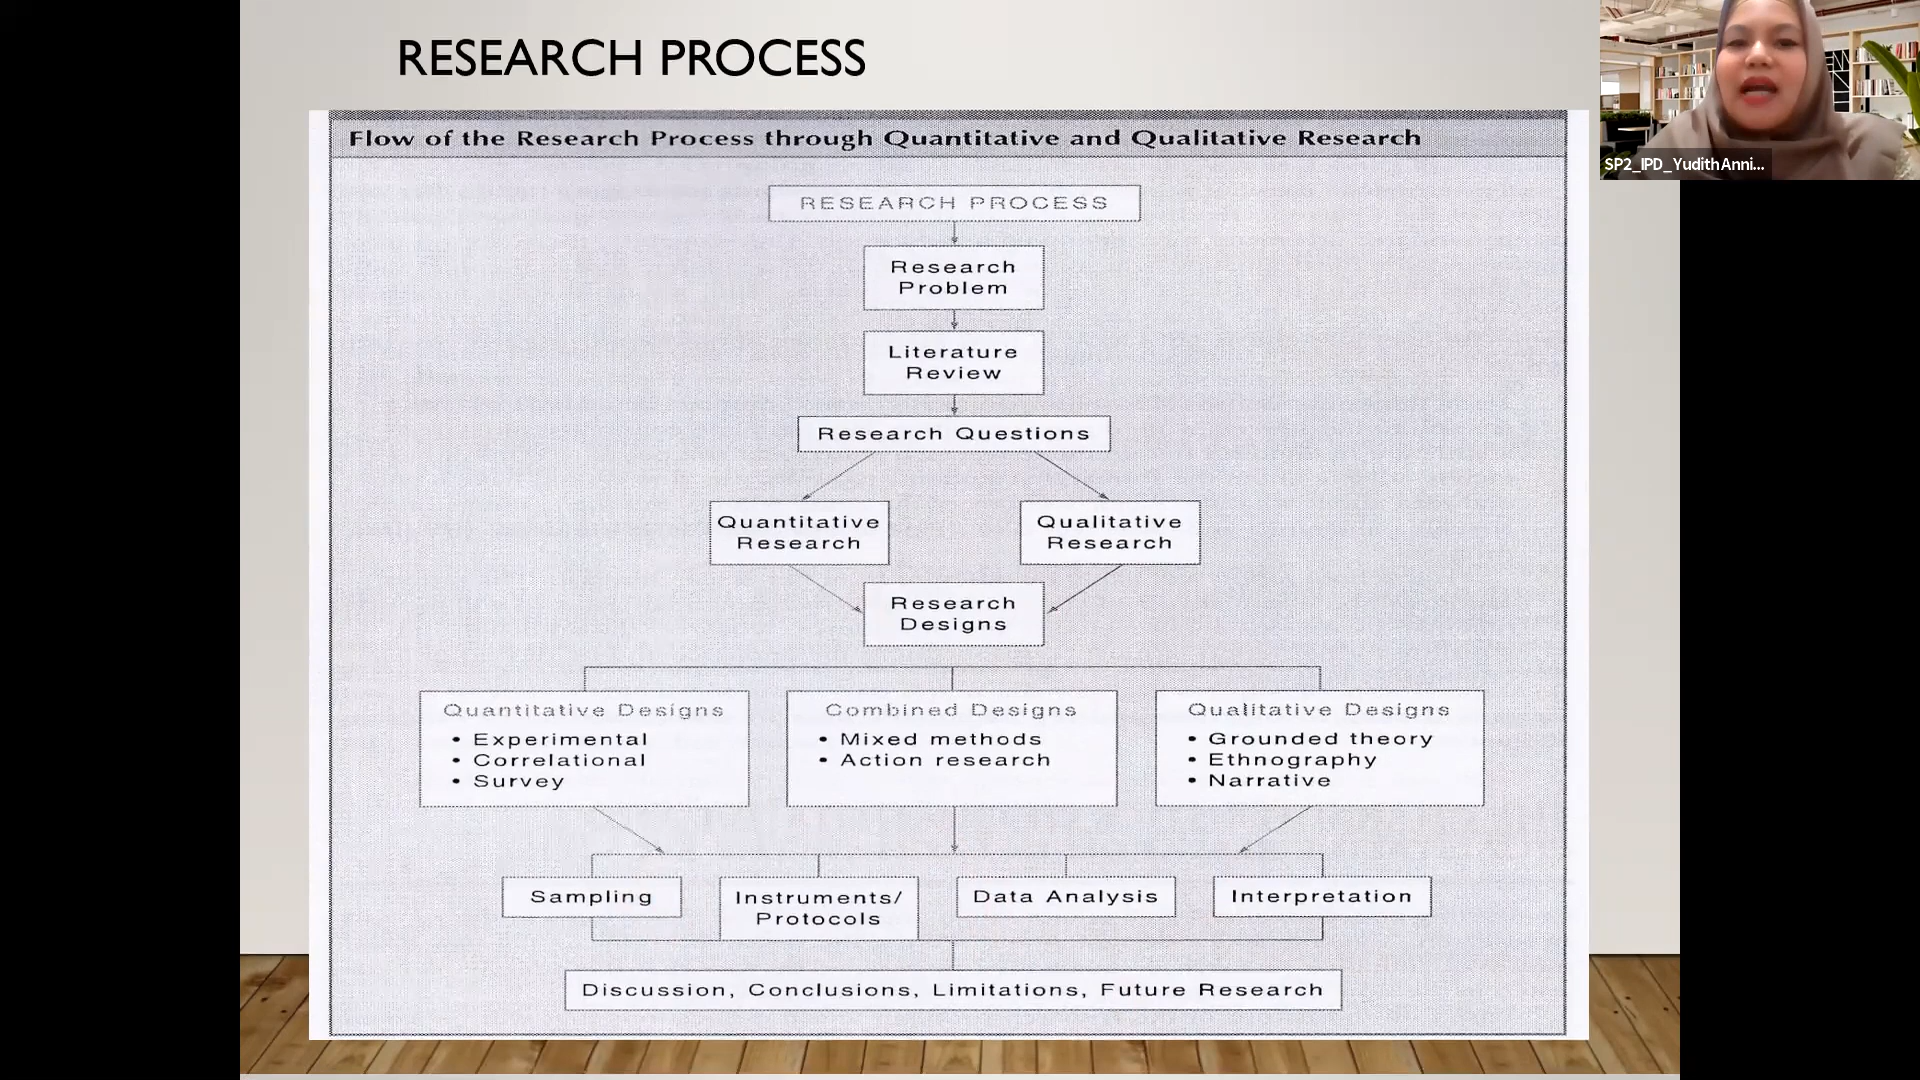 RESEARCH PROCESS
SP2_IPD_YudithAnni...
Flow of the Research Process through Quantitative and Qualitative Research
RESEARCH PROCESS
Research
Problem
Literature
Review
Research Questions
Quantitative
Research
Qualitative
Research
Research
Designs
Quantitative Designs
• Experimental
• Correlational
• Survey
Combined Designs
• Mixed methods
• Action research
Qualitative Designs
• Grounded theory
• Ethnography
• Narrative
Sampling
Instruments/
Protocols
Data Analysis
Interpretation
Discussion, Conclusions, Limitations, Future Research